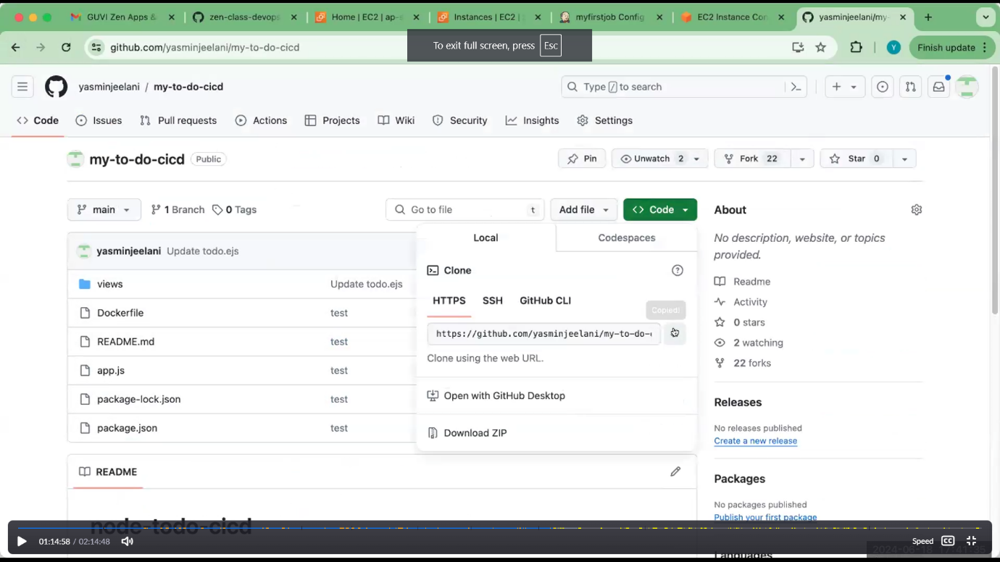 GUVI Zen Apps &
zen-class-devops
Home | EC2 | ap-s
Instances | EC2 |
myfirstjob Config
EC2 Instance Con
yasminjeelani/my-
github.com/yasminjeelani/my-to-do-cicd
To exit full screen, press Esc
Y
Finish update
yasminjeelani / my-to-do-cicd
Type / to search
Code
Issues
Pull requests
Actions
Projects
Wiki
Security
Insights
Settings
my-to-do-cicd Public
Pin
Unwatch 2
Fork 22
Star 0
main
1 Branch
0 Tags
Go to file t
Add file
Code
yasminjeelani Update todo.ejs
views Update todo.ejs
Dockerfile test
README.md test
app.js test
package-lock.json test
package.json test
README
node-todo-cicd
Local
Codespaces
Clone
HTTPS
SSH
GitHub CLI
Copied!
https://github.com/yasminjeelani/my-to-do-c
Clone using the web URL.
Open with GitHub Desktop
Download ZIP
About
No description, website, or topics
provided.
Readme
Activity
0 stars
2 watching
22 forks
Releases
No releases published
Create a new release
Packages
No packages published
Publish your first package
Languages
01:14:58 / 02:14:48
Speed
CC
2024-06-18 17:41:35